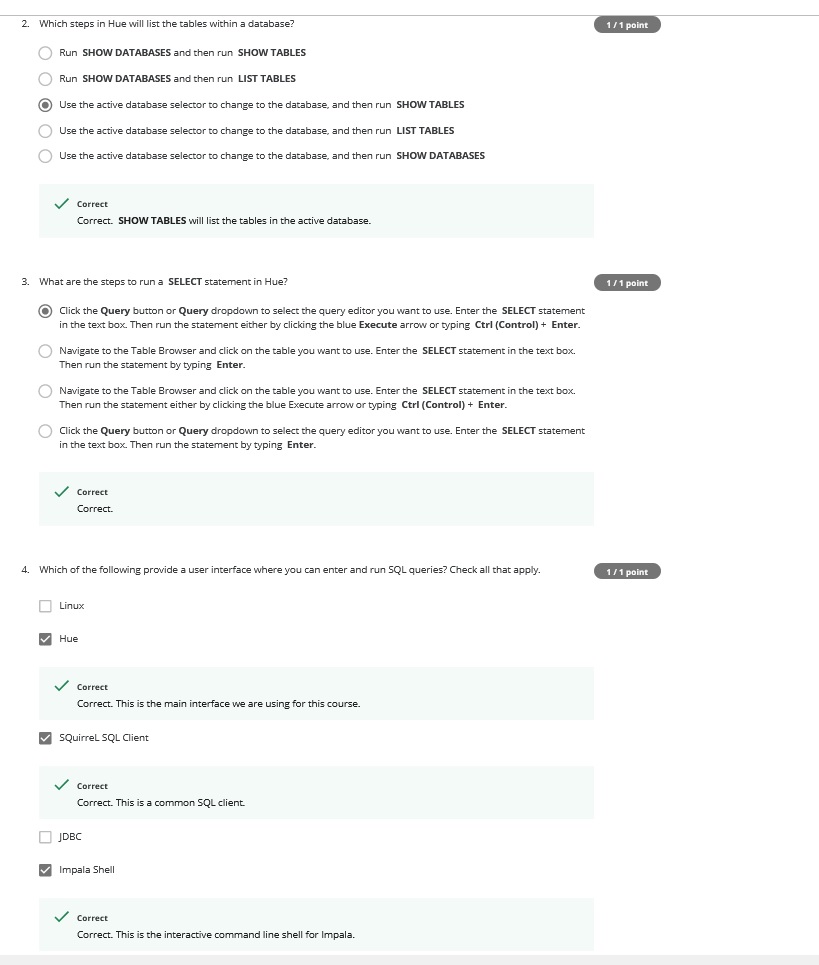 2. Which steps in Hue will list the tables within a database?
1 / 1 point
Run SHOW DATABASES and then run SHOW TABLES
Run SHOW DATABASES and then run LIST TABLES
Use the active database selector to change to the database, and then run SHOW TABLES
Use the active database selector to change to the database, and then run LIST TABLES
Use the active database selector to change to the database, and then run SHOW DATABASES
Correct
Correct. SHOW TABLES will list the tables in the active database.
3. What are the steps to run a SELECT statement in Hue?
1 / 1 point
Click the Query button or Query dropdown to select the query editor you want to use. Enter the SELECT statement
in the text box. Then run the statement either by clicking the blue Execute arrow or typing Ctrl (Control) + Enter.
Navigate to the Table Browser and click on the table you want to use. Enter the SELECT statement in the text box.
Then run the statement by typing Enter.
Navigate to the Table Browser and click on the table you want to use. Enter the SELECT statement in the text box.
Then run the statement either by clicking the blue Execute arrow or typing Ctrl (Control) + Enter.
Click the Query button or Query dropdown to select the query editor you want to use. Enter the SELECT statement
in the text box. Then run the statement by typing Enter.
Correct
Correct.
4. Which of the following provide a user interface where you can enter and run SQL queries? Check all that apply.
1 / 1 point
Linux
Hue
Correct
Correct. This is the main interface we are using for this course.
SQuirreL SQL Client
Correct
Correct. This is a common SQL client.
JDBC
Impala Shell
Correct
Correct. This is the interactive command line shell for Impala.